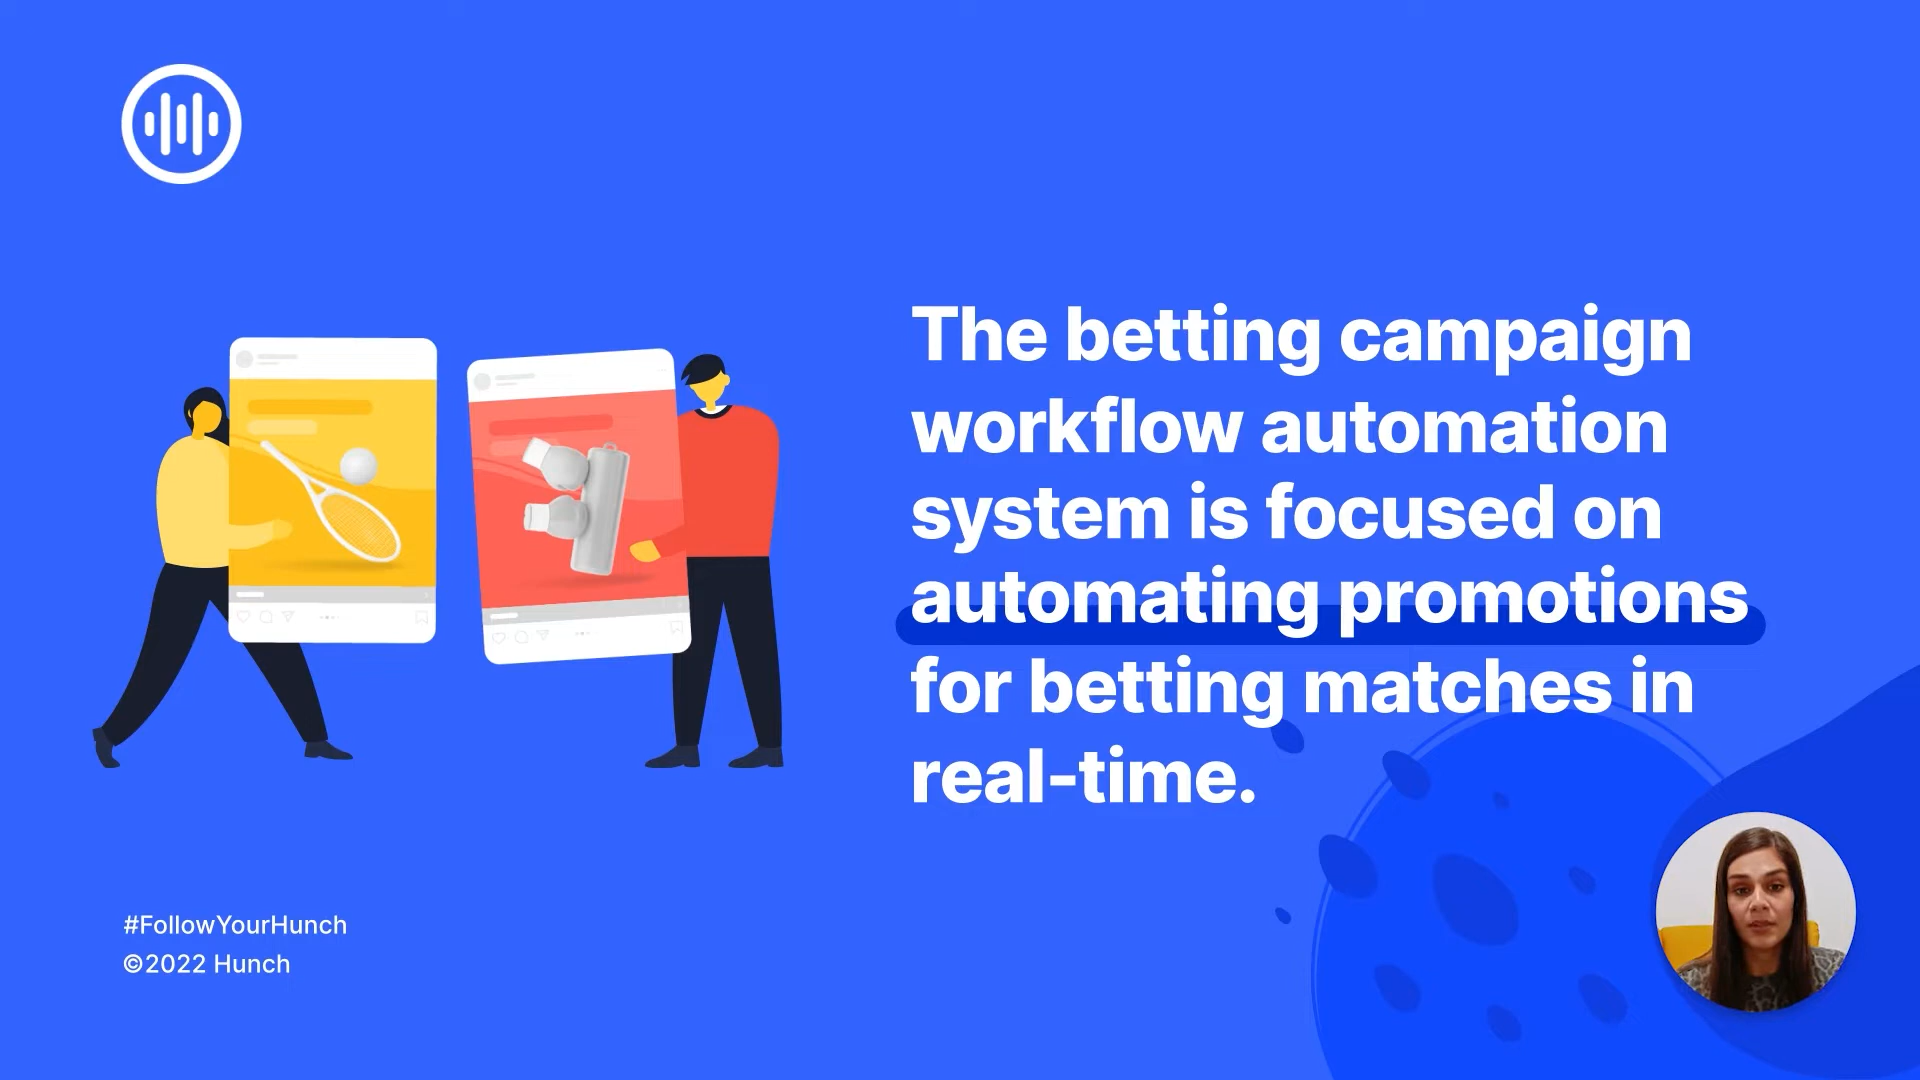 The betting campaign
workflow automation
system is focused on
automating promotions
for betting matches in
real-time.
#FollowYourHunch
©2022 Hunch